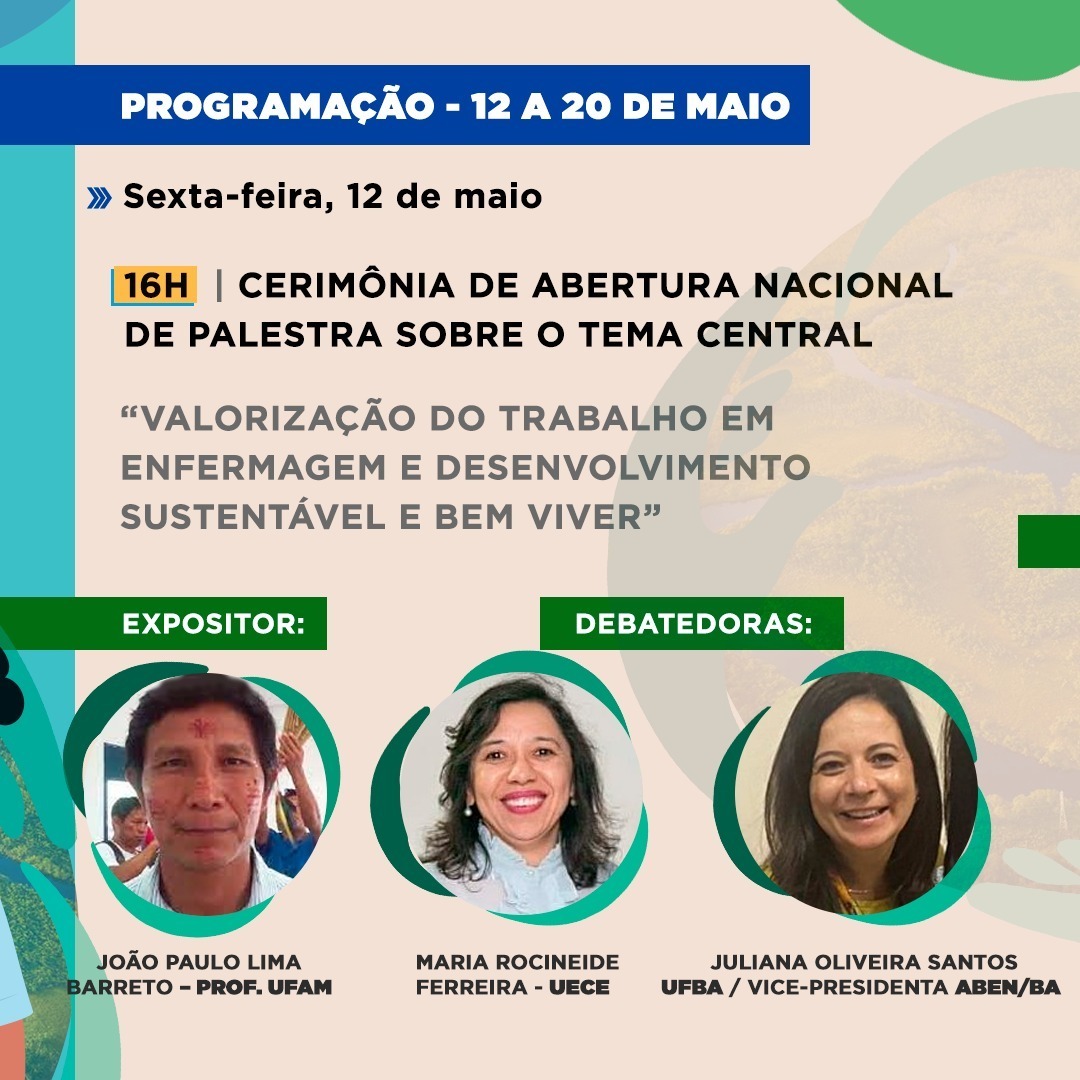 PROGRAMAÇÃO - 12 A 20 DE MAIO
Sexta-feira, 12 de maio
16H | CERIMÔNIA DE ABERTURA NACIONAL
DE PALESTRA SOBRE O TEMA CENTRAL
“VALORIZAÇÃO DO TRABALHO EM
ENFERMAGEM E DESENVOLVIMENTO
SUSTENTÁVEL E BEM VIVER”
EXPOSITOR:
DEBATEDORAS:
JOÃO PAULO LIMA
BARRETO – PROF. UFAM
MARIA ROCINEIDE
FERREIRA - UECE
JULIANA OLIVEIRA SANTOS
UFBA / VICE-PRESIDENTA ABEN/BA